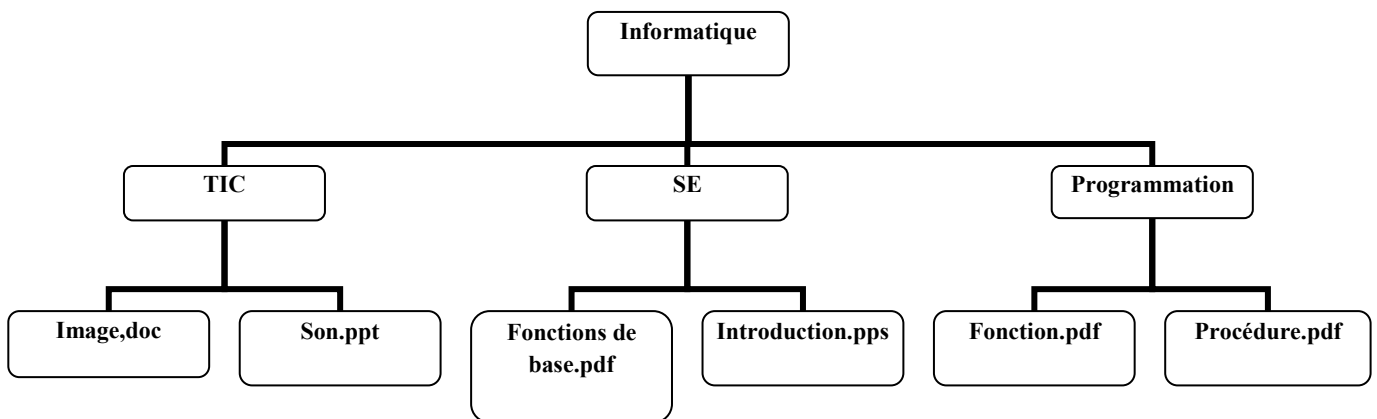 Informatique
TIC
SE
Programmation
Image,doc
Son.ppt
Fonctions de
base.pdf
Introduction.pps
Fonction.pdf
Procédure.pdf